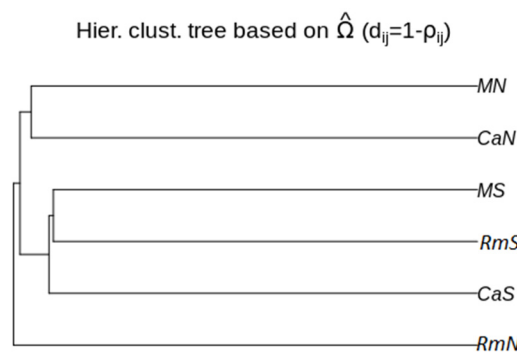 Hier. clust. tree based on Ω̂ (dᵢⱼ=1-ρᵢⱼ)
MN
CaN
MS
RmS
CaS
RmN